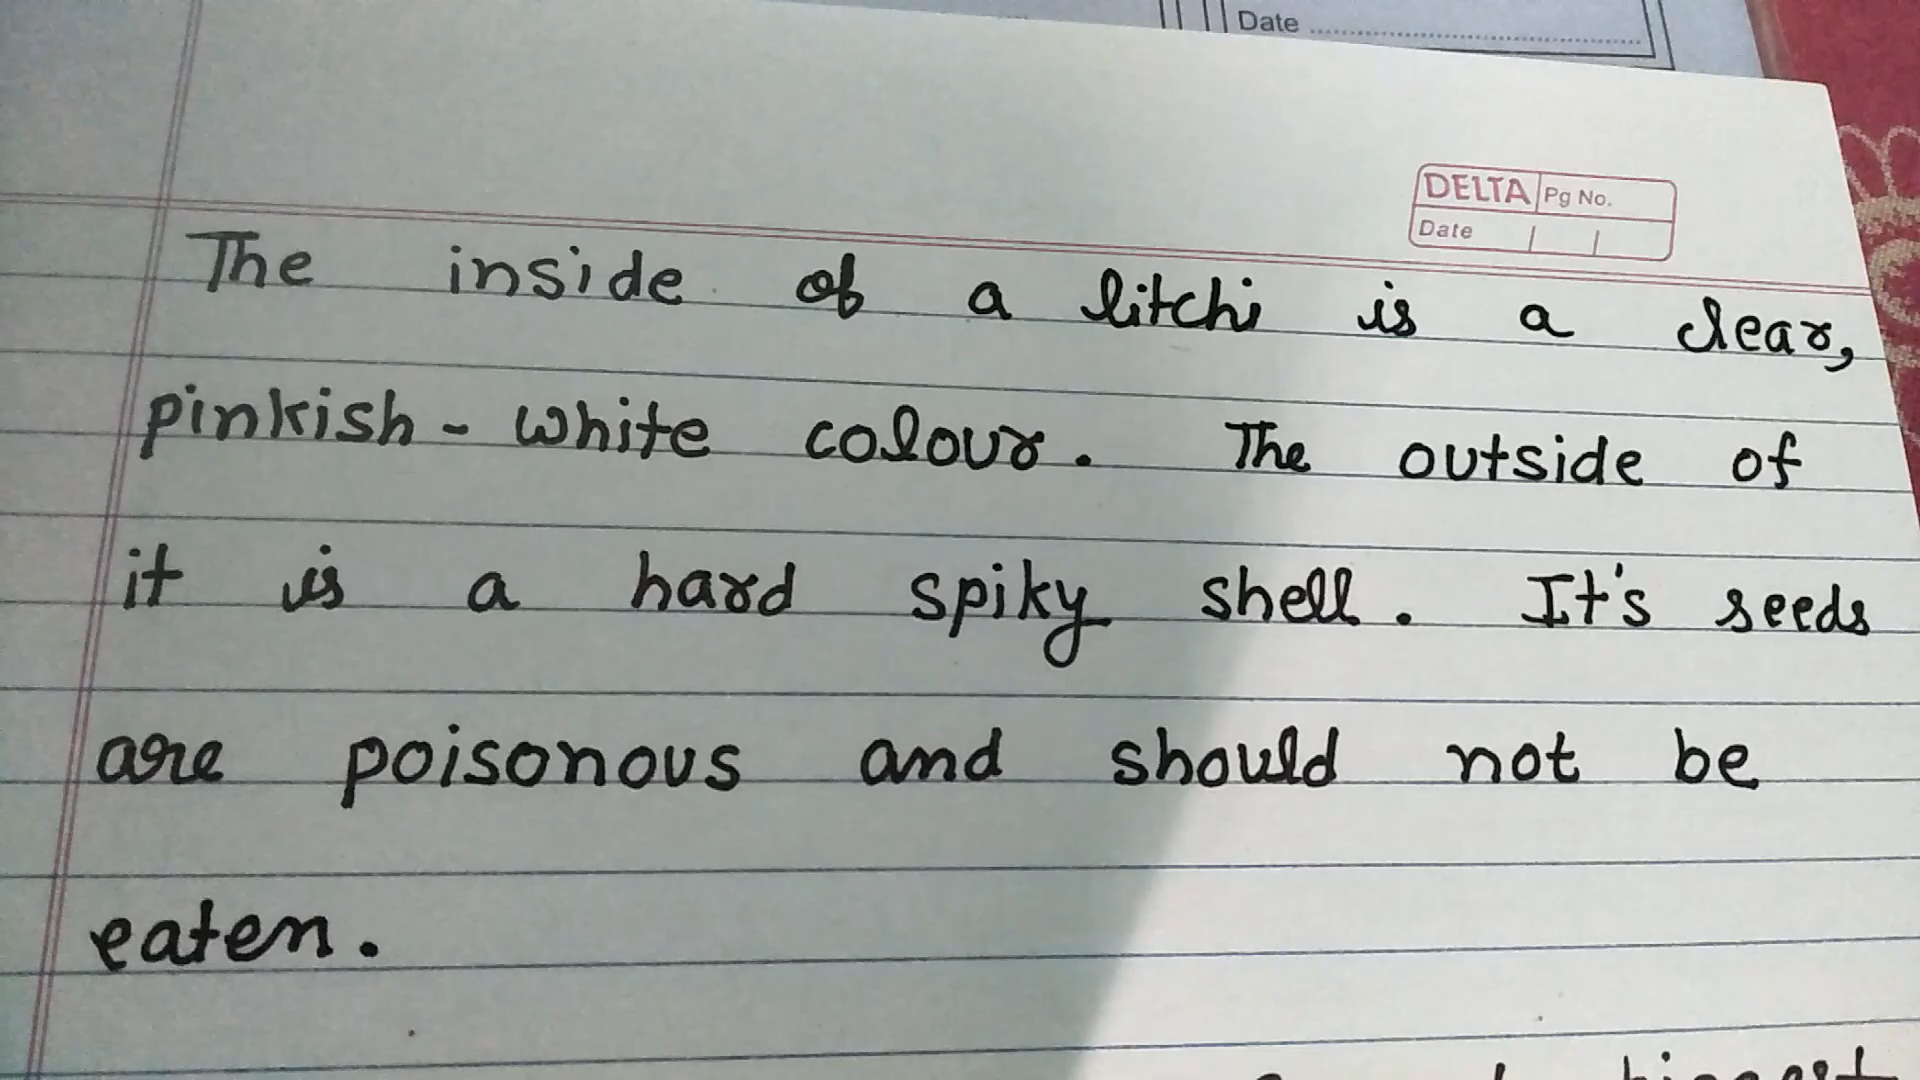 Date
DELTA Pg No.
Date / /
The inside of a litchi is a clear,
pinkish - white colour. The outside of
it is a hard spiky shell. It's seeds
are poisonous and should not be
eaten.